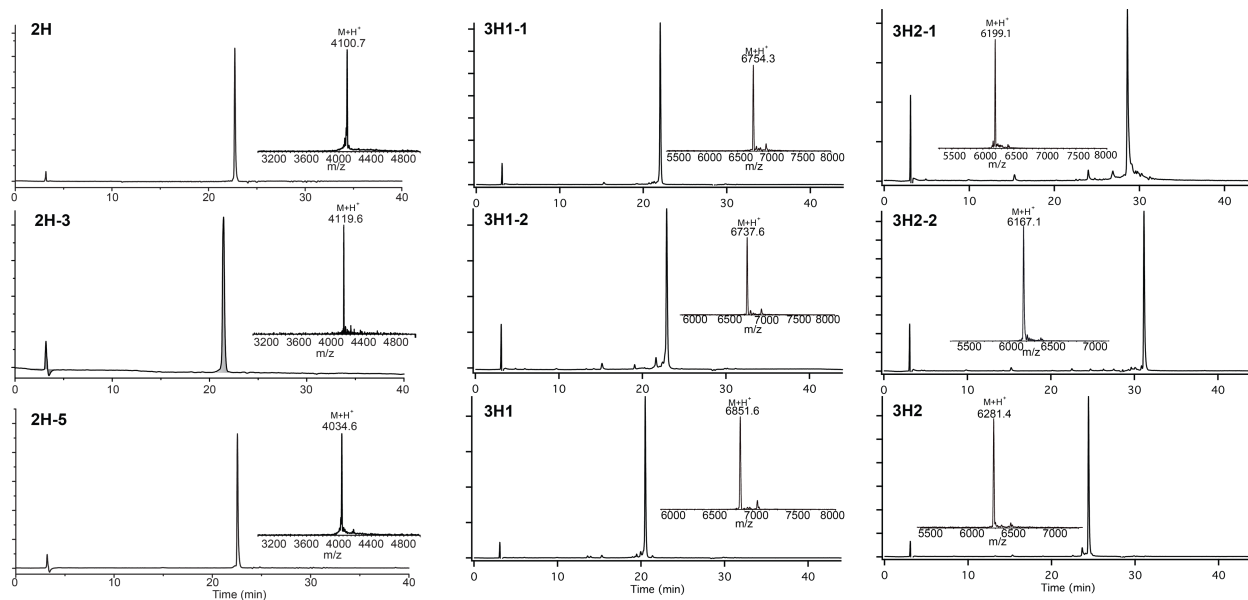 2H
M+H+
4100.7
3200 3600 4000 4400 4800
m/z
0 10 20 30 40
2H-3
M+H+
4119.6
3200 3600 4000 4400 4800
m/z
0 10 20 30 40
2H-5
M+H+
4034.6
3200 3600 4000 4400 4800
m/z
0 10 20 30 40
Time (min)
3H1-1
M+H+
6754.3
5500 6000 6500 7000 7500 8000
m/z
0 10 20 30 40
3H1-2
M+H+
6737.6
6000 6500 7000 7500 8000
m/z
0 10 20 30 40
3H1
M+H+
6851.6
6000 6500 7000 7500 8000
m/z
0 10 20 30 40
Time (min)
3H2-1
M+H+
6199.1
5500 6000 6500 7000 7500 8000
m/z
0 10 20 30 40
3H2-2
M+H+
6167.1
5500 6000 6500 7000
m/z
0 10 20 30 40
3H2
M+H+
6281.4
5500 6000 6500 7000
m/z
0 10 20 30 40
Time (min)